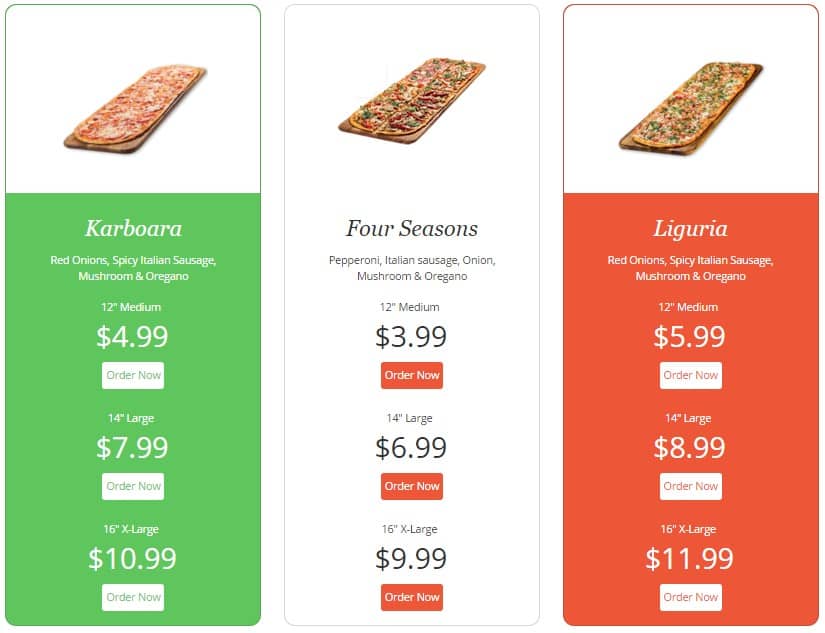 Karboara
Red Onions, Spicy Italian Sausage,
Mushroom & Oregano
12" Medium
$4.99
Order Now
14" Large
$7.99
Order Now
16" X-Large
$10.99
Order Now
Four Seasons
Pepperoni, Italian sausage, Onion,
Mushroom & Oregano
12" Medium
$3.99
Order Now
14" Large
$6.99
Order Now
16" X-Large
$9.99
Order Now
Liguria
Red Onions, Spicy Italian Sausage,
Mushroom & Oregano
12" Medium
$5.99
Order Now
14" Large
$8.99
Order Now
16" X-Large
$11.99
Order Now